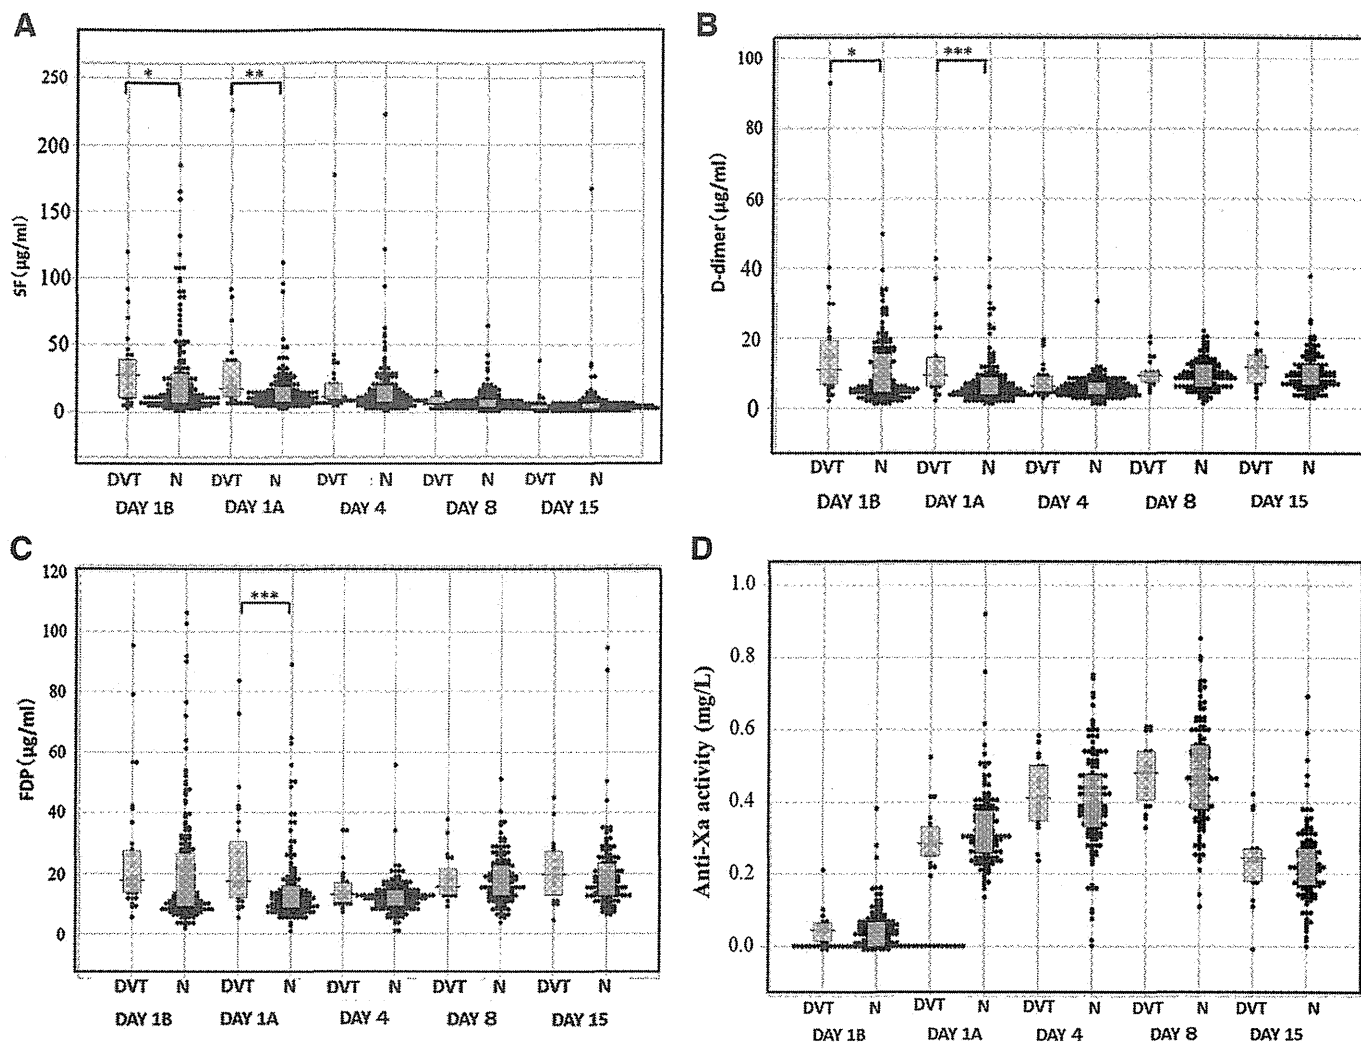 A
250
200
150
100
50
0
SF(μg/ml)
* **
DVT N DVT N DVT N DVT N DVT N
DAY 1B DAY 1A DAY 4 DAY 8 DAY 15
B
100
80
60
40
20
0
D-dimer(μg/ml)
* ***
DVT N DVT N DVT N DVT N DVT N
DAY 1B DAY 1A DAY 4 DAY 8 DAY 15
C
120
100
80
60
40
20
0
FDP(μg/ml)
***
DVT N DVT N DVT N DVT N DVT N
DAY 1B DAY 1A DAY 4 DAY 8 DAY 15
D
1.0
0.8
0.6
0.4
0.2
0.0
Anti-Xa activity (mg/L)
DVT N DVT N DVT N DVT N DVT N
DAY 1B DAY 1A DAY 4 DAY 8 DAY 15